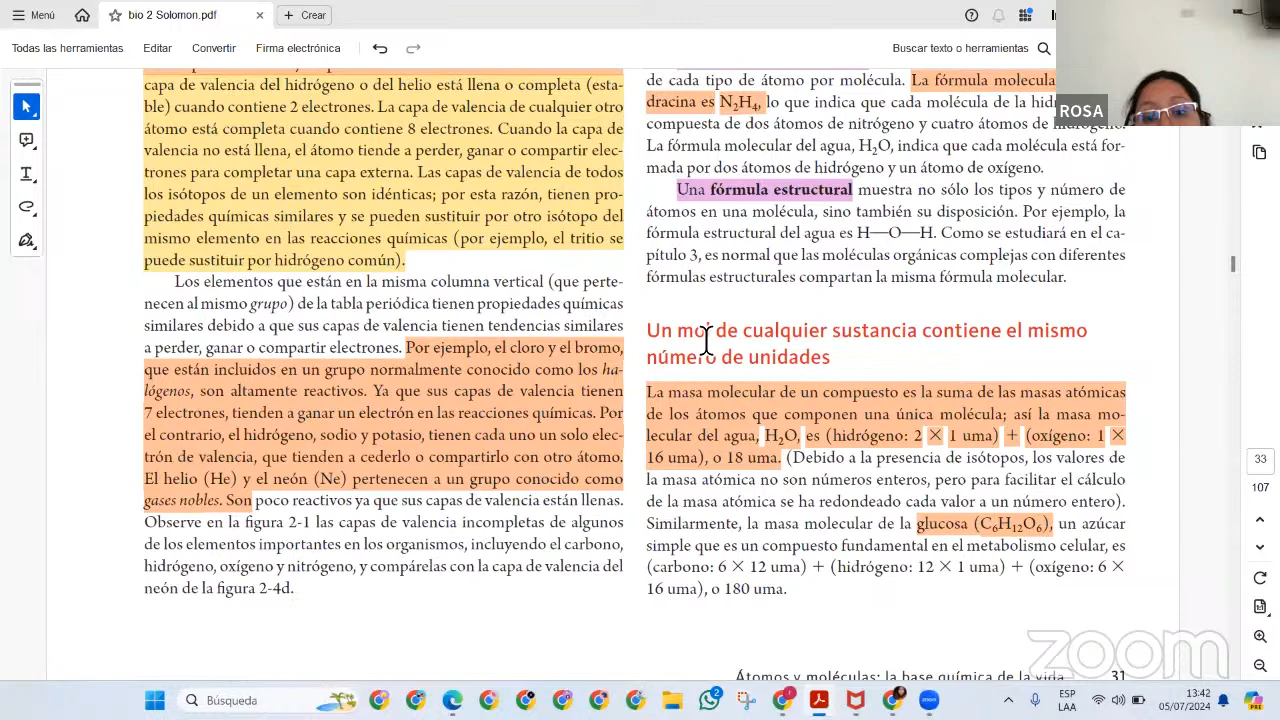 Menú
bio 2 Solomon.pdf
Crear
Todas las herramientas
Editar
Convertir
Firma electrónica
Buscar texto o herramientas
ROSA
capa de valencia del hidrógeno o del helio está llena o completa (esta-
ble) cuando contiene 2 electrones. La capa de valencia de cualquier otro
átomo está completa cuando contiene 8 electrones. Cuando la capa de
valencia no está llena, el átomo tiende a perder, ganar o compartir elec-
trones para completar una capa externa. Las capas de valencia de todos
los isótopos de un elemento son idénticas; por esta razón, tienen pro-
piedades químicas similares y se pueden sustituir por otro isótopo del
mismo elemento en las reacciones químicas (por ejemplo, el tritio se
puede sustituir por hidrógeno común).
Los elementos que están en la misma columna vertical (que perte-
necen al mismo grupo) de la tabla periódica tienen propiedades químicas
similares debido a que sus capas de valencia tienen tendencias similares
a perder, ganar o compartir electrones. Por ejemplo, el cloro y el bromo,
que están incluidos en un grupo normalmente conocido como los ha-
lógenos, son altamente reactivos. Ya que sus capas de valencia tienen
7 electrones, tienden a ganar un electrón en las reacciones químicas. Por
el contrario, el hidrógeno, sodio y potasio, tienen cada uno un solo elec-
trón de valencia, que tienden a cederlo o compartirlo con otro átomo.
El helio (He) y el neón (Ne) pertenecen a un grupo conocido como
gases nobles. Son poco reactivos ya que sus capas de valencia están llenas.
Observe en la figura 2-1 las capas de valencia incompletas de algunos
de los elementos importantes en los organismos, incluyendo el carbono,
hidrógeno, oxígeno y nitrógeno, y compárelas con la capa de valencia del
neón de la figura 2-4d.
de cada tipo de átomo por molécula. La fórmula molecula
dracina es N₂H₄, lo que indica que cada molécula de la hid
compuesta de dos átomos de nitrógeno y cuatro átomos de hidrógeno.
La fórmula molecular del agua, H₂O, indica que cada molécula está for-
mada por dos átomos de hidrógeno y un átomo de oxígeno.
Una fórmula estructural muestra no sólo los tipos y número de
átomos en una molécula, sino también su disposición. Por ejemplo, la
fórmula estructural del agua es H—O—H. Como se estudiará en el ca-
pítulo 3, es normal que las moléculas orgánicas complejas con diferentes
fórmulas estructurales compartan la misma fórmula molecular.
Un mol de cualquier sustancia contiene el mismo
número de unidades
La masa molecular de un compuesto es la suma de las masas atómicas
de los átomos que componen una única molécula; así la masa mo-
lecular del agua, H₂O, es (hidrógeno: 2 × 1 uma) + (oxígeno: 1 ×
16 uma), o 18 uma. (Debido a la presencia de isótopos, los valores de
la masa atómica no son números enteros, pero para facilitar el cálculo
de la masa atómica se ha redondeado cada valor a un número entero).
Similarmente, la masa molecular de la glucosa (C₆H₁₂O₆), un azúcar
simple que es un compuesto fundamental en el metabolismo celular, es
(carbono: 6 × 12 uma) + (hidrógeno: 12 × 1 uma) + (oxígeno: 6 ×
16 uma), o 180 uma.
Átomos y moléculas: la base química de la vida 31
33
107
zoom
Búsqueda
2
ESP
LAA
13:42
05/07/2024